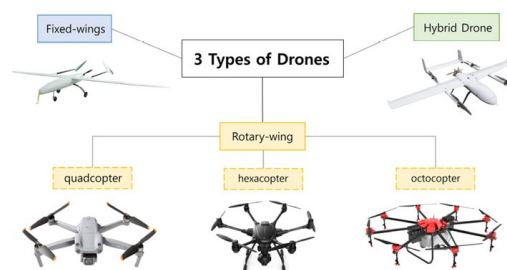 Fixed-wings
Hybrid Drone
3 Types of Drones
Rotary-wing
quadcopter
hexacopter
octocopter